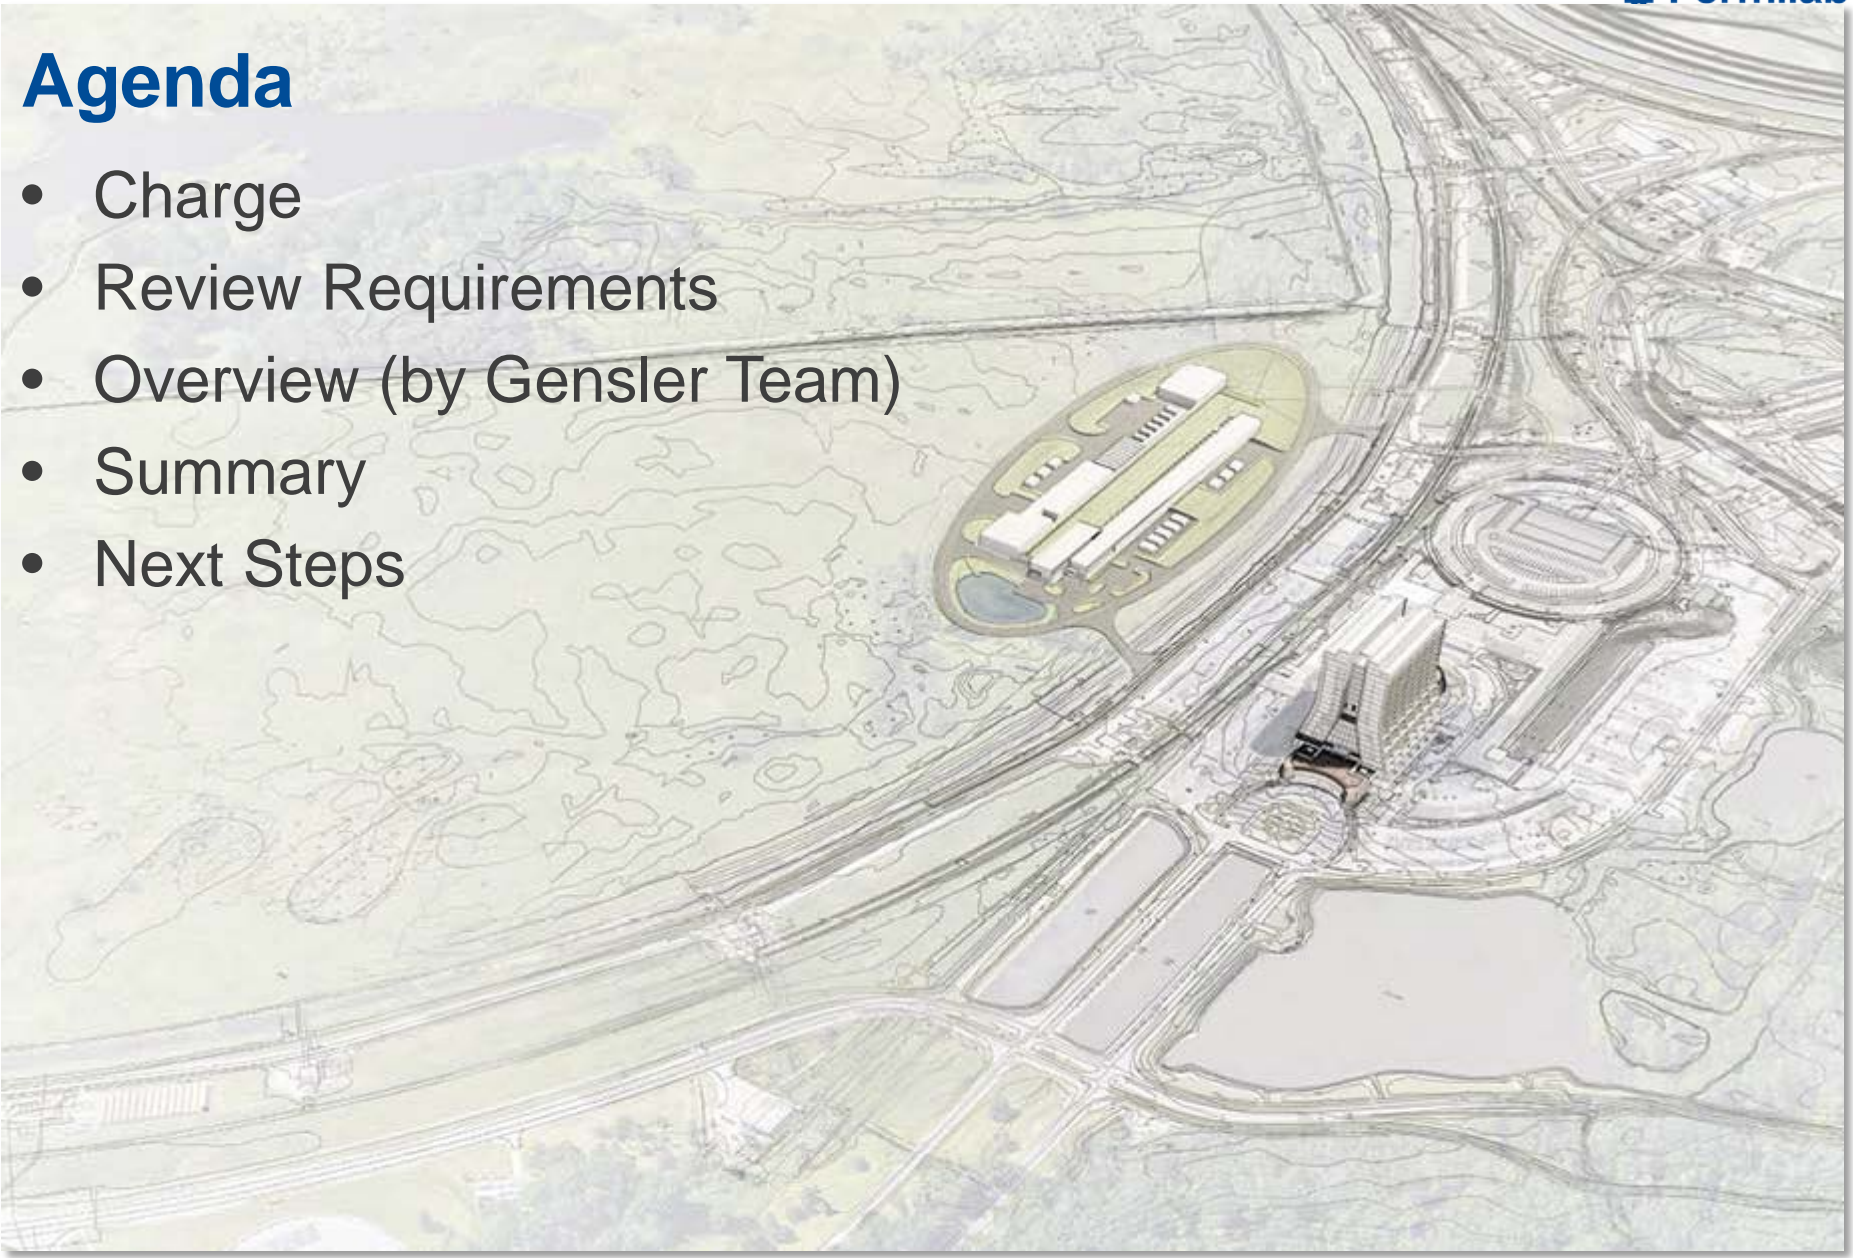 Agenda
• Charge
• Review Requirements
• Overview (by Gensler Team)
• Summary
• Next Steps